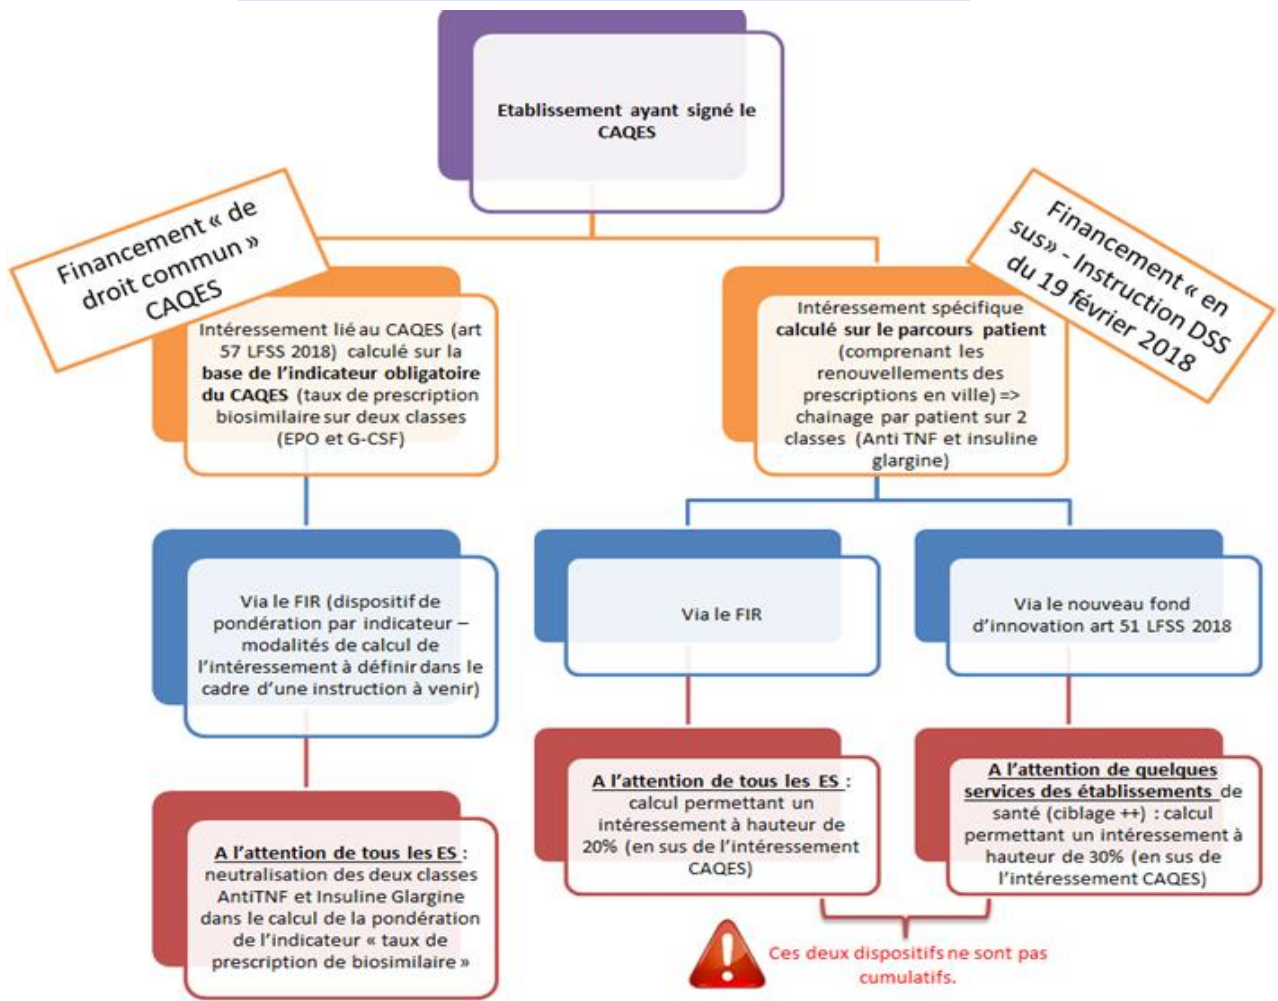 Etablissement ayant signé le
CAQES
Financement « de
droit commun »
CAQES
Financement « en
sus» - Instruction DSS
du 19 février 2018
Intéressement lié au CAQES (art
57 LFSS 2018) calculé sur la
base de l'indicateur obligatoire
du CAQES (taux de prescription
biosimilaire sur deux classes
(EPO et G-CSF)
Intéressement spécifique
calculé sur le parcours patient
(comprenant les
renouvellements des
prescriptions en ville) =>
chainage par patient sur 2
classes (Anti TNF et insuline
glargine)
Via le FIR (dispositif de
pondération par indicateur –
modalités de calcul de
l'intéressement à définir dans le
cadre d'une instruction à venir)
Via le FIR
Via le nouveau fond
d'innovation art 51 LFSS 2018
A l'attention de tous les ES :
neutralisation des deux classes
AntiTNF et Insuline Glargine
dans le calcul de la pondération
de l'indicateur « taux de
prescription de biosimilaire »
A l'attention de tous les ES :
calcul permettant un
intéressement à hauteur de
20% (en sus de l'intéressement
CAQES)
A l'attention de quelques
services des établissements de
santé (ciblage ++) : calcul
permettant un intéressement à
hauteur de 30% (en sus de
l'intéressement CAQES)
Ces deux dispositifs ne sont pas
cumulatifs.